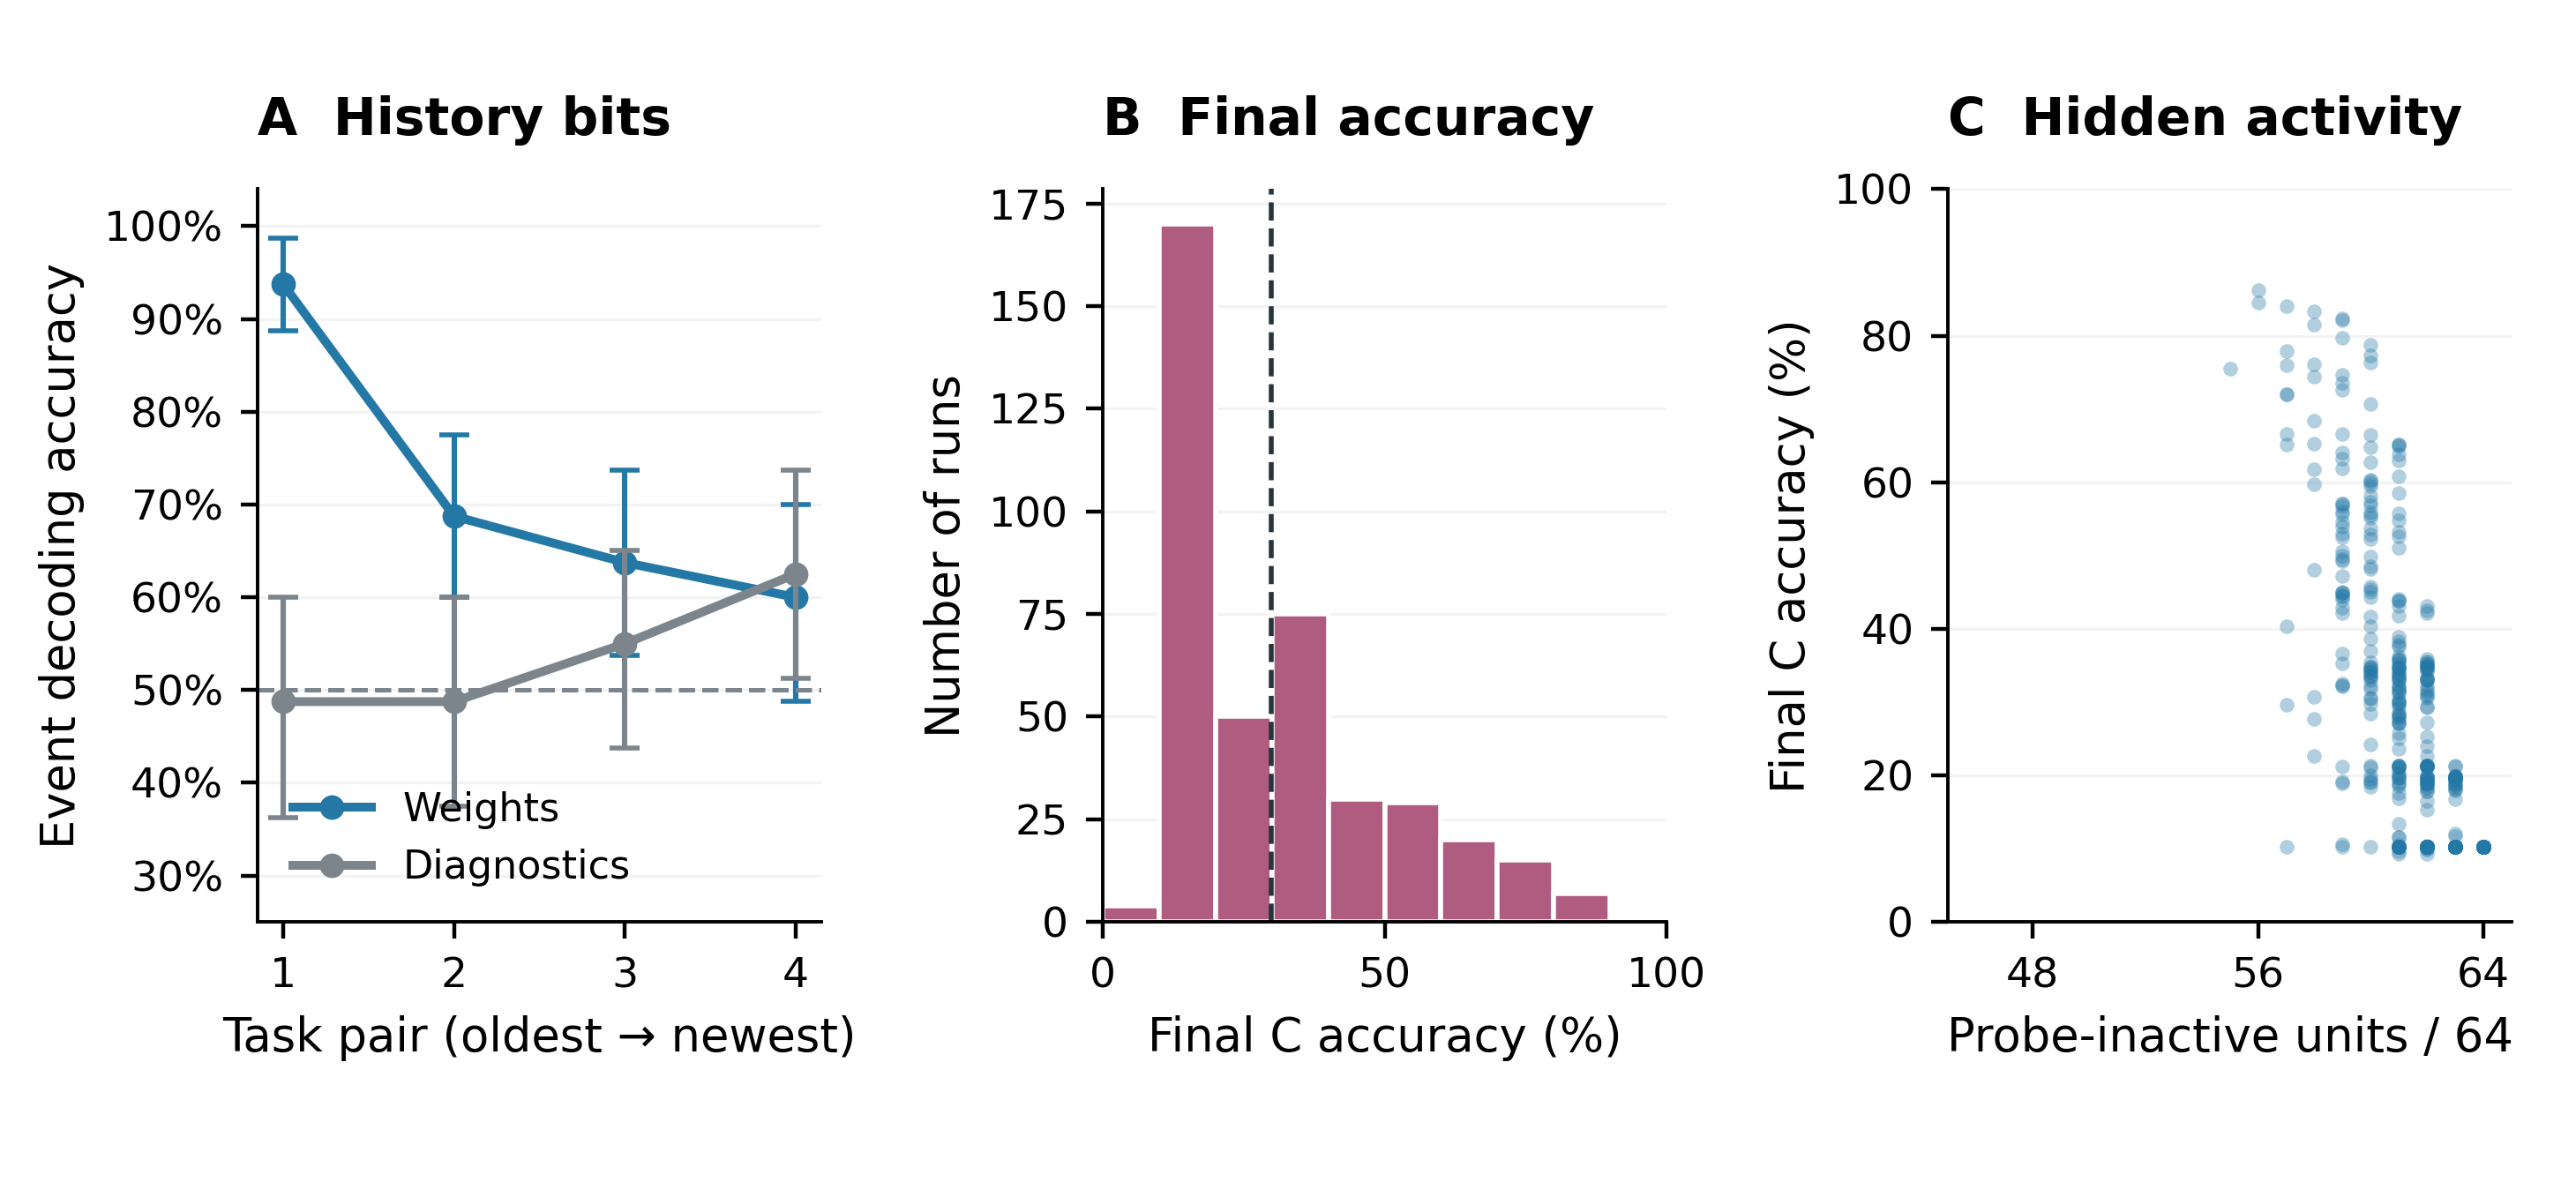 A History bits
Event decoding accuracy
100%
90%
80%
70%
60%
50%
40%
30%
Weights
Diagnostics
1 2 3 4
Task pair (oldest → newest)
B Final accuracy
Number of runs
175
150
125
100
75
50
25
0
0 50 100
Final C accuracy (%)
C Hidden activity
Final C accuracy (%)
100
80
60
40
20
0
48 56 64
Probe-inactive units / 64